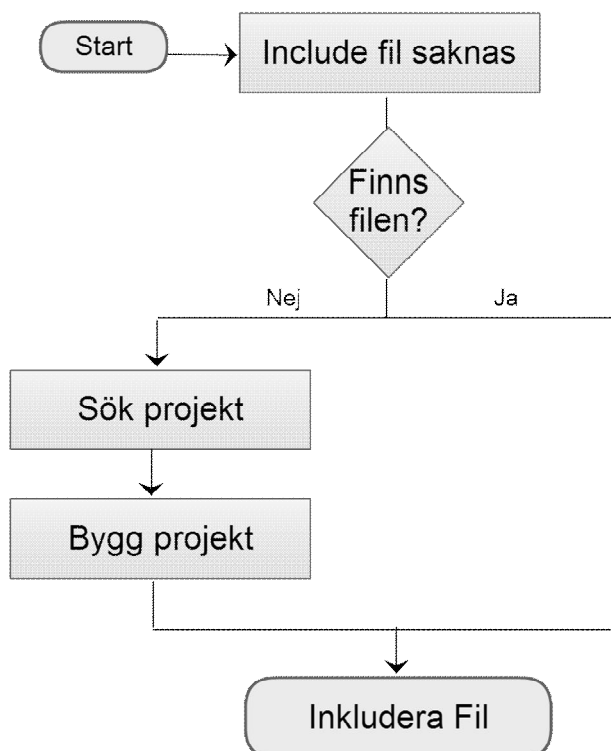 Start
Include fil saknas
Finns
filen?
Nej
Ja
Sök projekt
Bygg projekt
Inkludera Fil